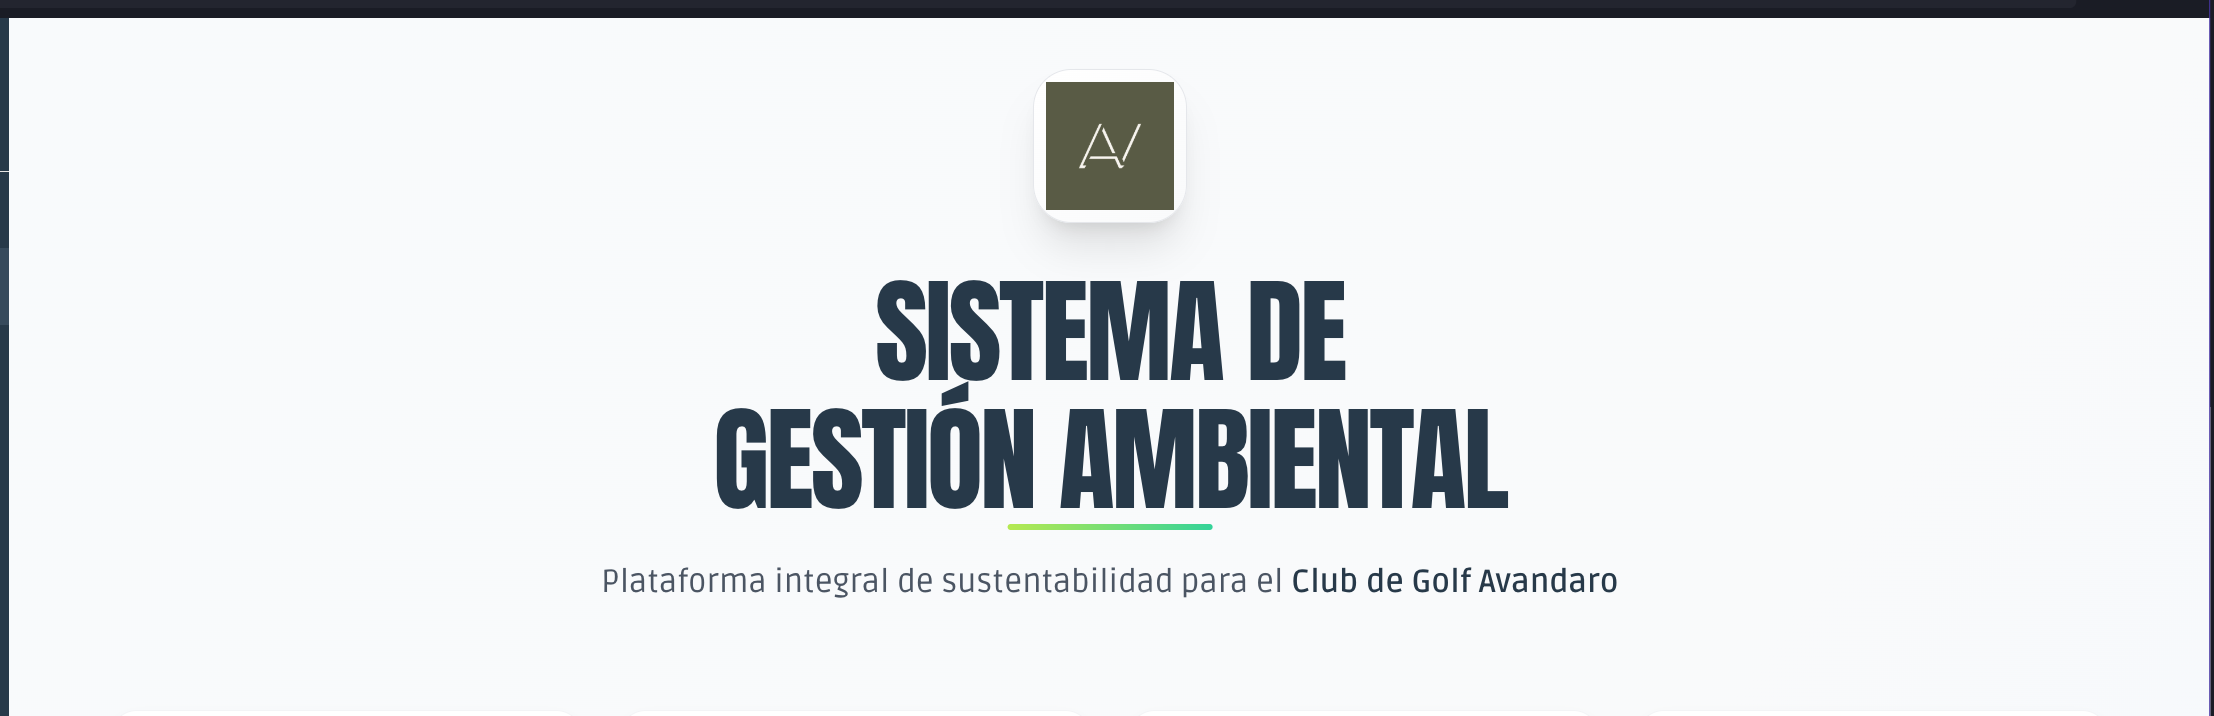 AV
SISTEMA DE
GESTIÓN AMBIENTAL
Plataforma integral de sustentabilidad para el Club de Golf Avandaro